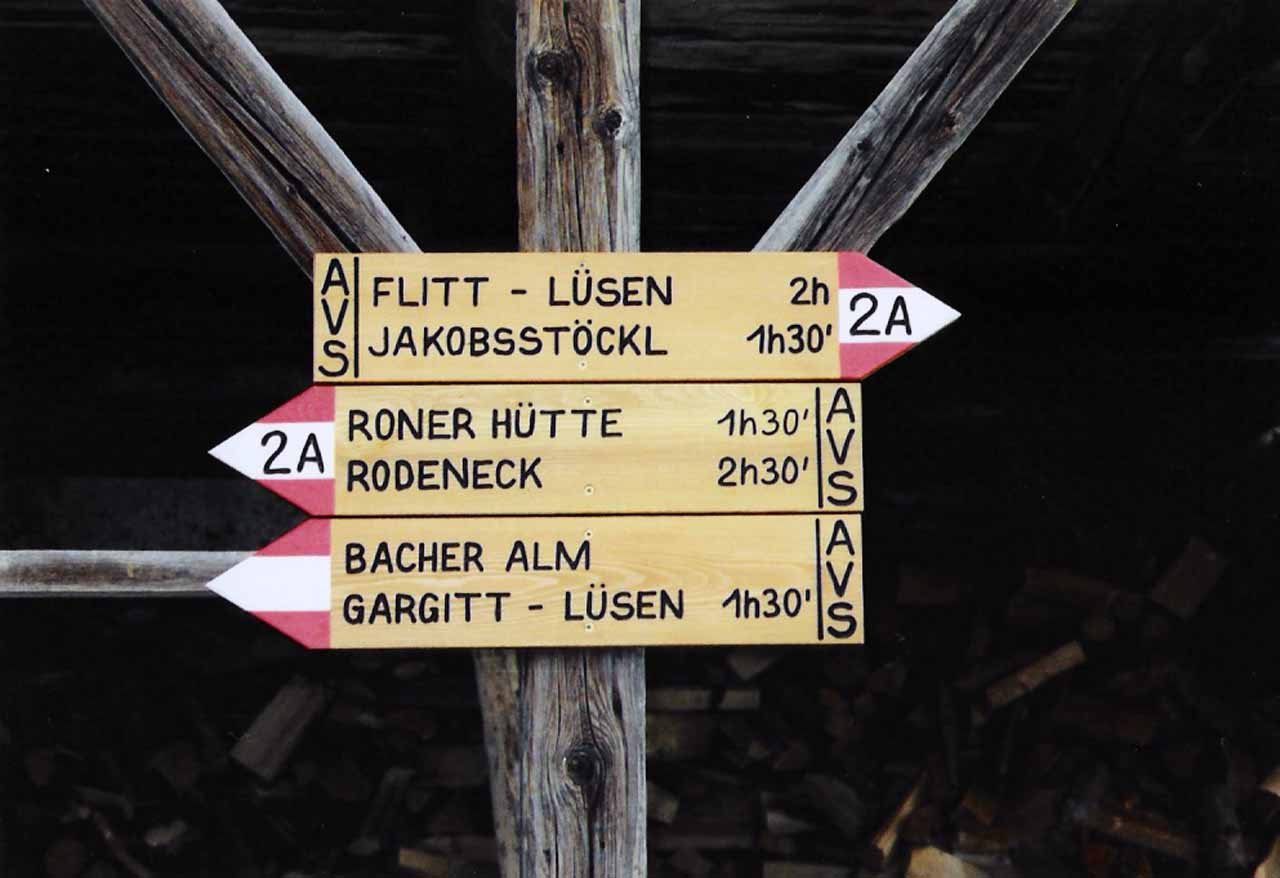 AVS
FLITT - LÜSEN 2h
JAKOBSSTÖCKL 1h30'
2A
2A
RONER HÜTTE 1h30'
RODENECK 2h30'
AVS
BACHER ALM
GARGITT - LÜSEN 1h30'
AVS